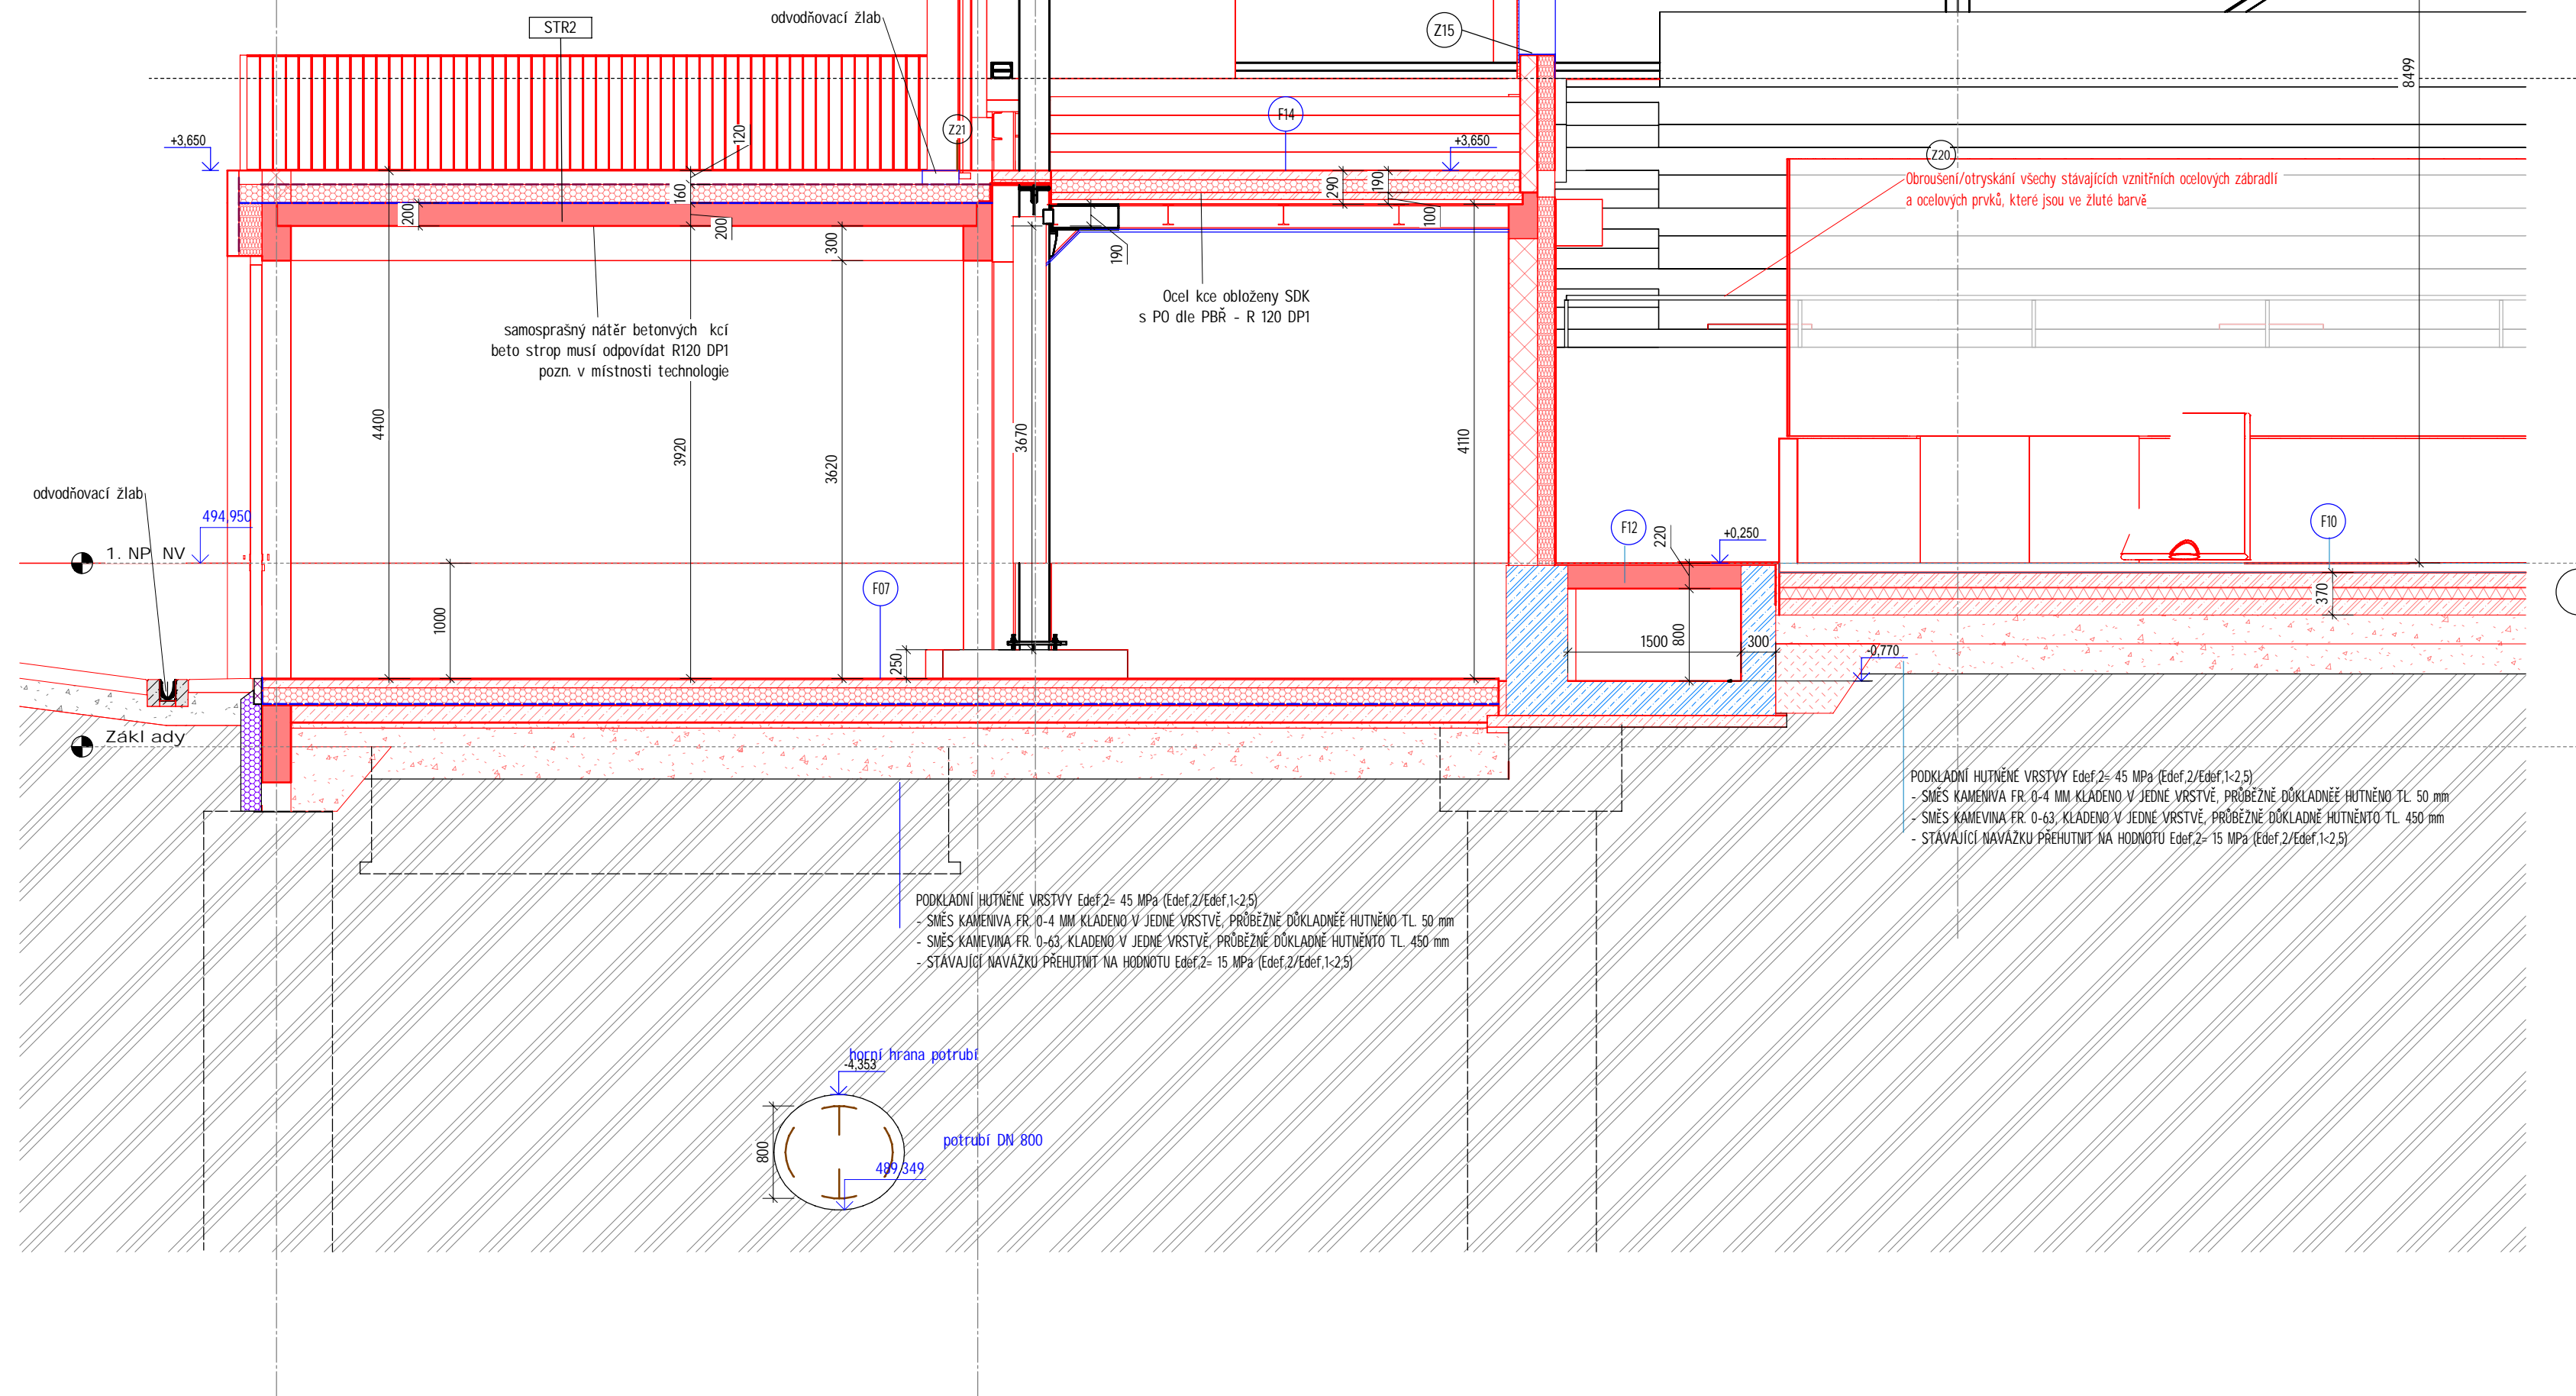 STR2
odvodňovací žlab
Z15
8499
+3,650
Z21
120
F14
+3,650
Z20
160
290
190
200
200
100
300
190
Obroušení/otryskání všechy stávajících vznitřních ocelových zábradlí
a ocelových prvků, které jsou ve žluté barvě
Ocel kce obloženy SDK
s PO dle PBŘ - R 120 DP1
samosprašný nátěr betonvých kcí
beto strop musí odpovídat R120 DP1
pozn. v místnosti technologie
4400
3920
3620
3670
4110
odvodňovací žlab
494,950
1. NP NV
F12
220
+0,250
F10
F07
1000
250
1500
800
300
370
-0,770
Základy
PODKLADNÍ HUTNĚNÉ VRSTVY Edef,2= 45 MPa (Edef,2/Edef,1<2,5)
- SMĚS KAMENIVA FR. 0-4 MM KLADENO V JEDNÉ VRSTVĚ, PRŮBĚŽNĚ DŮKLADNĚĚ HUTNĚNO TL. 50 mm
- SMĚS KAMEVINA FR. 0-63, KLADENO V JEDNÉ VRSTVĚ, PRŮBĚŽNĚ DŮKLADNĚ HUTNĚNTO TL. 450 mm
- STÁVAJÍCÍ NAVÁŽKU PŘEHUTNIT NA HODNOTU Edef,2= 15 MPa (Edef,2/Edef,1<2,5)
PODKLADNÍ HUTNĚNÉ VRSTVY Edef,2= 45 MPa (Edef,2/Edef,1<2,5)
- SMĚS KAMENIVA FR. 0-4 MM KLADENO V JEDNÉ VRSTVĚ, PRŮBĚŽNĚ DŮKLADNĚĚ HUTNĚNO TL. 50 mm
- SMĚS KAMEVINA FR. 0-63, KLADENO V JEDNÉ VRSTVĚ, PRŮBĚŽNĚ DŮKLADNĚ HUTNĚNTO TL. 450 mm
- STÁVAJÍCÍ NAVÁŽKU PŘEHUTNIT NA HODNOTU Edef,2= 15 MPa (Edef,2/Edef,1<2,5)
horní hrana potrubí
-4,353
800
potrubí DN 800
489,349